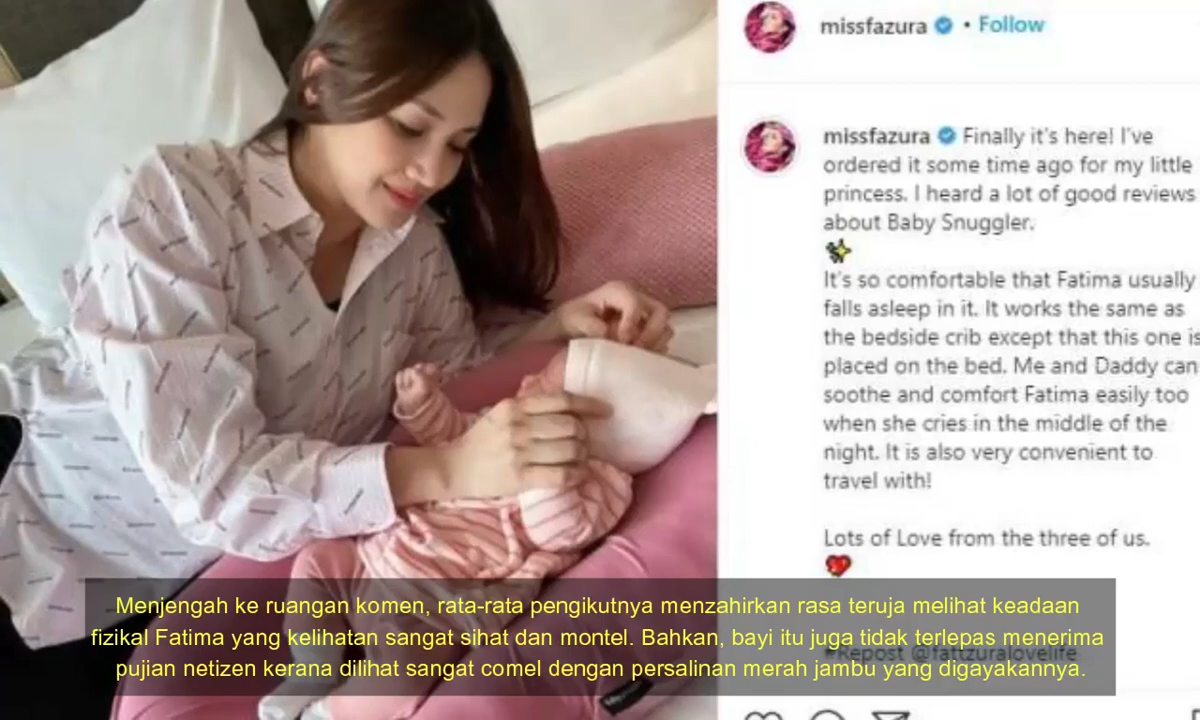 missfazura • Follow
missfazura Finally it's here! I've
ordered it some time ago for my little
princess. I heard a lot of good reviews
about Baby Snuggler.
✨
It's so comfortable that Fatima usually
falls asleep in it. It works the same as
the bedside crib except that this one is
placed on the bed. Me and Daddy can
soothe and comfort Fatima easily too
when she cries in the middle of the
night. It is also very convenient to
travel with!
Lots of Love from the three of us.
❤️
#Repost @fattzuralovelife
Menjengah ke ruangan komen, rata-rata pengikutnya menzahirkan rasa teruja melihat keadaan
fizikal Fatima yang kelihatan sangat sihat dan montel. Bahkan, bayi itu juga tidak terlepas menerima
pujian netizen kerana dilihat sangat comel dengan persalinan merah jambu yang digayakannya.